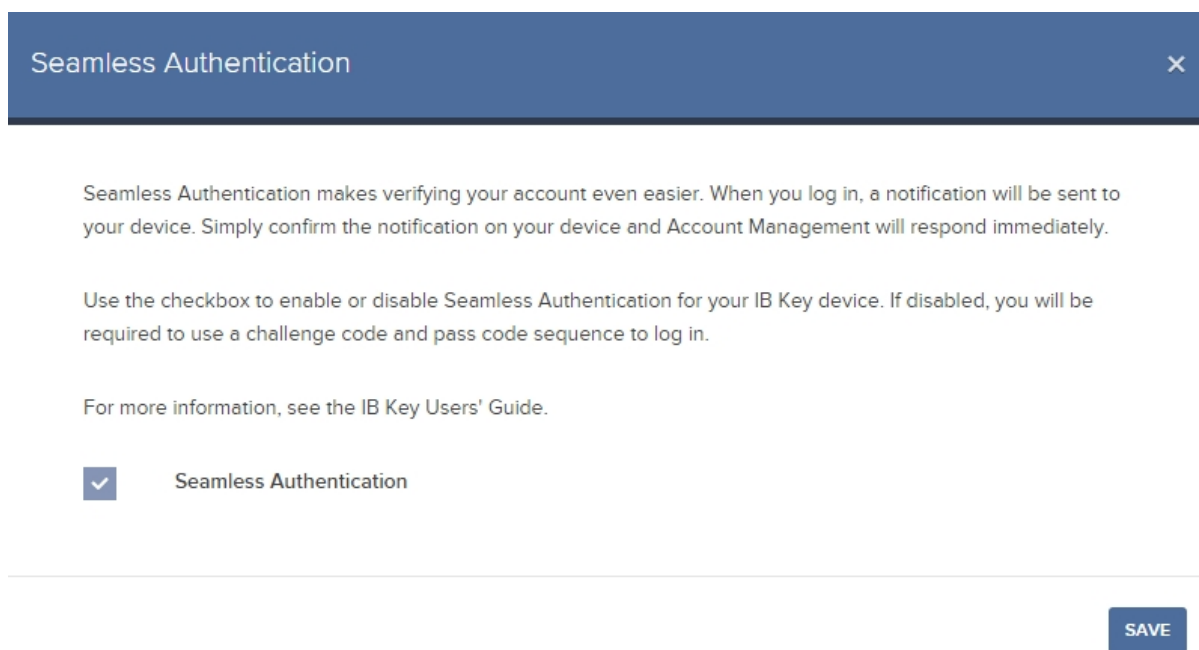 Seamless Authentication
Seamless Authentication makes verifying your account even easier. When you log in, a notification will be sent to
your device. Simply confirm the notification on your device and Account Management will respond immediately.
Use the checkbox to enable or disable Seamless Authentication for your IB Key device. If disabled, you will be
required to use a challenge code and pass code sequence to log in.
For more information, see the IB Key Users' Guide.
Seamless Authentication
SAVE